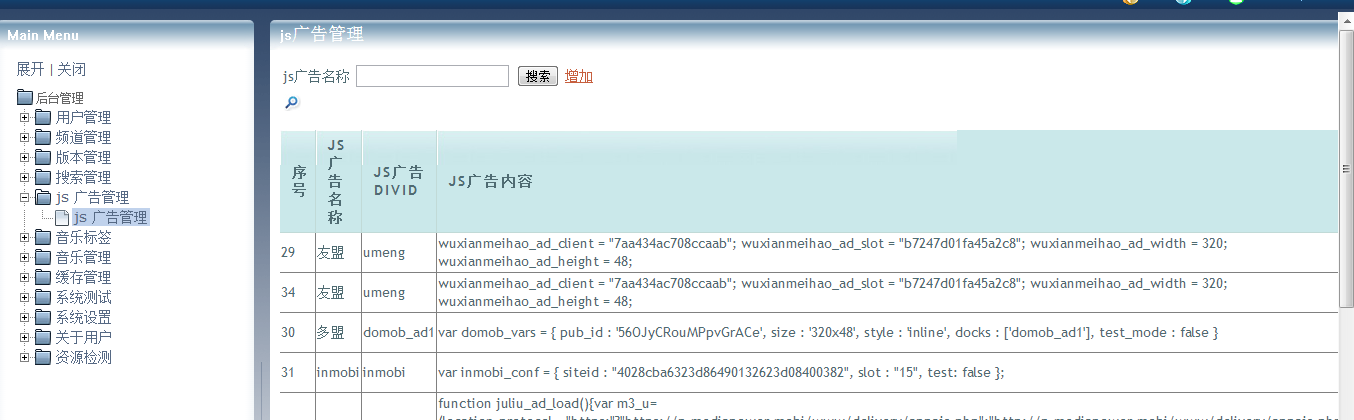 Main Menu
展开 | 关闭
后台管理
用户管理
频道管理
版本管理
搜索管理
js 广告管理
js 广告管理
音乐标签
音乐管理
缓存管理
系统测试
系统设置
关于用户
资源检测
js广告管理
js广告名称 搜索 增加
序号 JS广告名称 JS广告DIVID JS广告内容
29 友盟 umeng wuxianmeihao_ad_client = "7aa434ac708ccaab"; wuxianmeihao_ad_slot = "b7247d01fa45a2c8"; wuxianmeihao_ad_width = 320;
wuxianmeihao_ad_height = 48;
34 友盟 umeng wuxianmeihao_ad_client = "7aa434ac708ccaab"; wuxianmeihao_ad_slot = "b7247d01fa45a2c8"; wuxianmeihao_ad_width = 320;
wuxianmeihao_ad_height = 48;
30 多盟 domob_ad1 var domob_vars = { pub_id : '56OJyCRouMPpvGrACe', size : '320x48', style : 'inline', docks : ['domob_ad1'], test_mode : false }
31 inmobi inmobi var inmobi_conf = { siteid : "4028cba6323d86490132623d08400382", slot : "15", test: false };
function juliu_ad_load(){var m3_u=